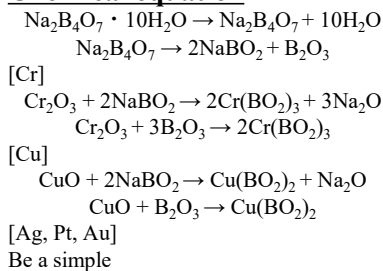 Na₂B₄O₇・10H₂O → Na₂B₄O₇ + 10H₂O
Na₂B₄O₇ → 2NaBO₂ + B₂O₃
[Cr]
Cr₂O₃ + 2NaBO₂ → 2Cr(BO₂)₃ + 3Na₂O
Cr₂O₃ + 3B₂O₃ → 2Cr(BO₂)₃
[Cu]
CuO + 2NaBO₂ → Cu(BO₂)₂ + Na₂O
CuO + B₂O₃ → Cu(BO₂)₂
[Ag, Pt, Au]
Be a simple